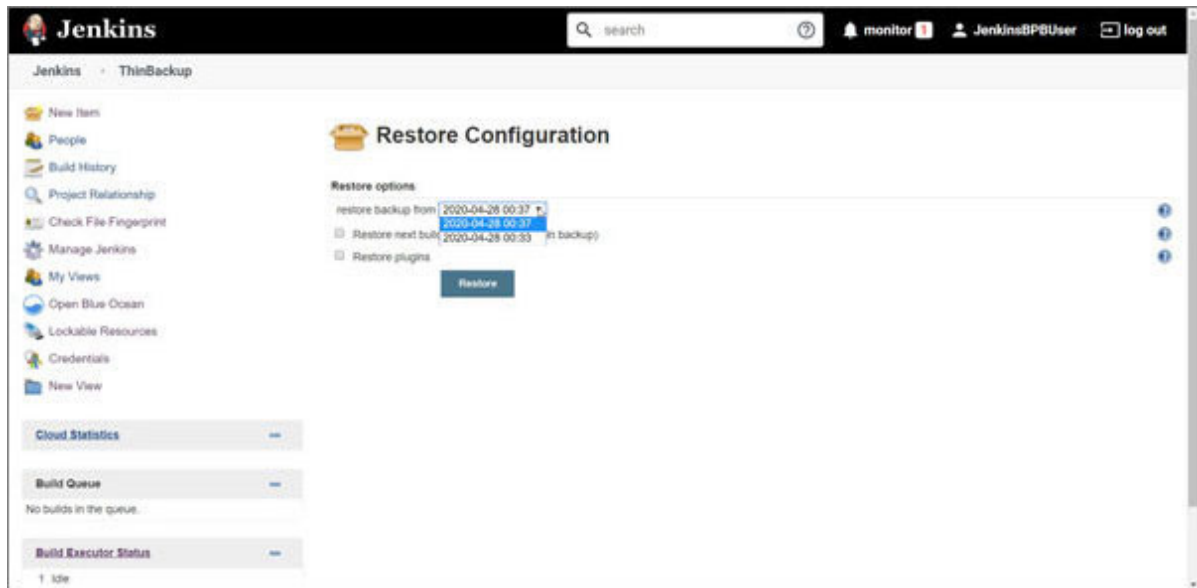 Jenkins
search
monitor 1
JenkinsBPBUser
log out
Jenkins
ThinBackup
New Item
People
Build History
Project Relationship
Check File Fingerprint
Manage Jenkins
My Views
Open Blue Ocean
Lockable Resources
Credentials
New View
Cloud Statistics
Build Queue
No builds in the queue.
Build Executor Status
1 Idle
Restore Configuration
Restore options
restore backup from 2020-04-28 00:37
2020-04-28 00:37
2020-04-28 00:33
Restore next in backup)
Restore plugins
Restore